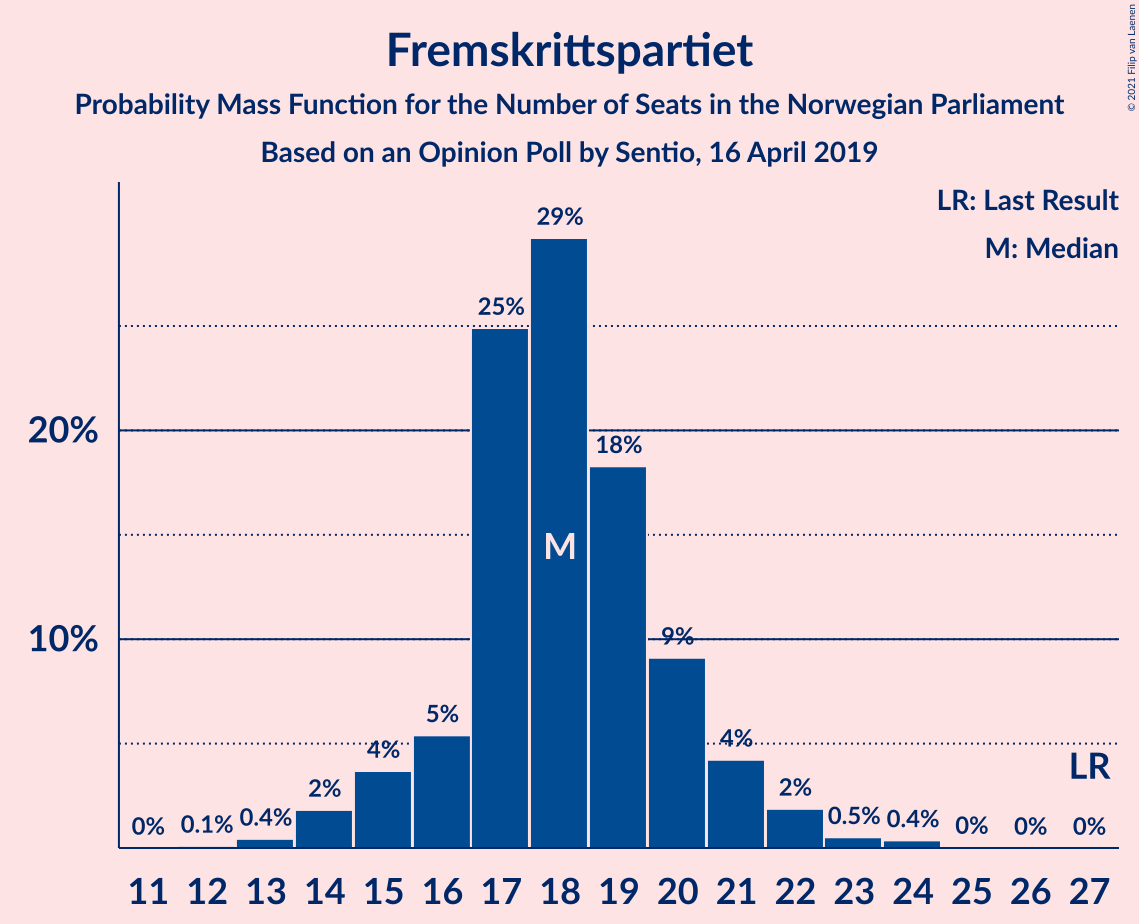 Fremskrittspartiet
Probability Mass Function for the Number of Seats in the Norwegian Parliament
Based on an Opinion Poll by Sentio, 16 April 2019
© 2021 Filip van Laenen
LR: Last Result
M: Median
29%
25%
20%
18%
M
10%
9%
5%
4%
4%
LR
2%
2%
0%
0.1%
0.4%
0.5%
0.4%
0%
0%
0%
11 12 13 14 15 16 17 18 19 20 21 22 23 24 25 26 27